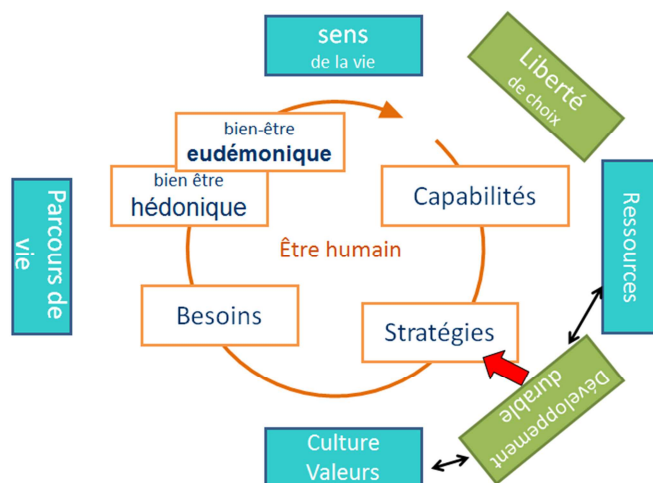 sens
de la vie
Liberté
de choix
bien-être
eudémonique
bien être
hédonique
Capabilités
Parcours de
vie
Ressources
Être humain
Besoins
Stratégies
Développement
durable
Culture
Valeurs